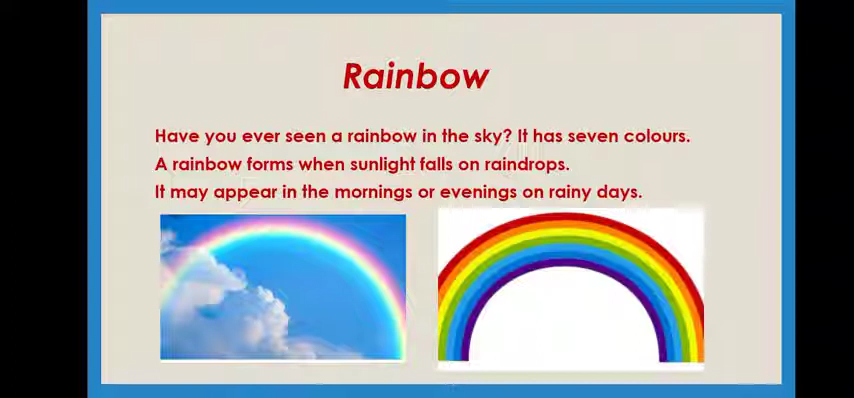 Rainbow
Have you ever seen a rainbow in the sky? It has seven colours.
A rainbow forms when sunlight falls on raindrops.
It may appear in the mornings or evenings on rainy days.